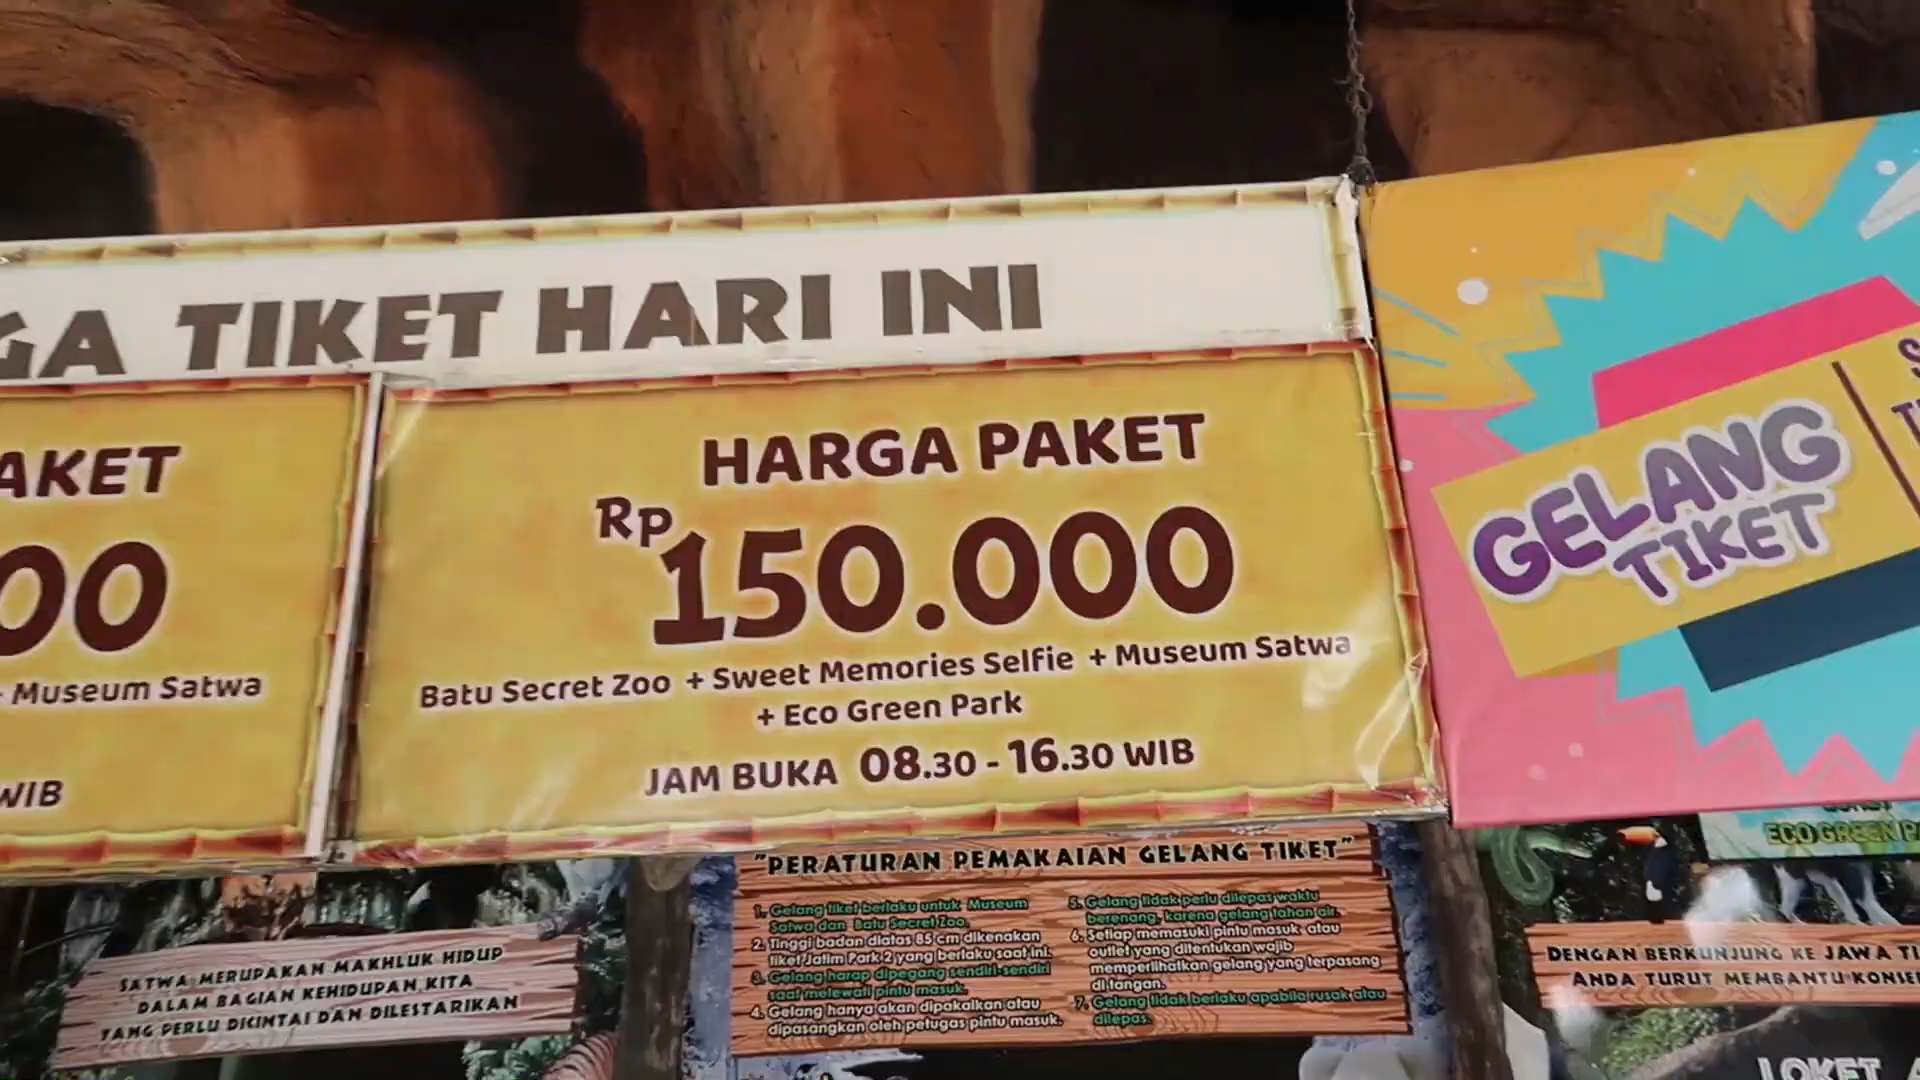 GA TIKET HARI INI
AKET
00
+ Museum Satwa
WIB
HARGA PAKET
Rp 150.000
Batu Secret Zoo + Sweet Memories Selfie + Museum Satwa
+ Eco Green Park
JAM BUKA 08.30 - 16.30 WIB
GELANG
TIKET
"PERATURAN PEMAKAIAN GELANG TIKET"
1. Gelang tiket berlaku untuk Museum
Satwa dan Batu Secret Zoo.
2. Tinggi badan diatas 85 cm dikenakan
tiket Jatim Park 2 yang berlaku saat ini.
3. Gelang harap dipegang sendiri-sendiri
saat melewati pintu masuk.
4. Gelang hanya akan dipakaikan atau
dipasangkan oleh petugas pintu masuk.
5. Gelang tidak perlu dilepas waktu
berenang, karena gelang tahan air.
6. Setiap memasuki pintu masuk atau
outlet yang ditentukan wajib
memperlihatkan gelang yang terpasang
di tangan.
7. Gelang tidak berlaku apabila rusak atau
dilepas.
SATWA MERUPAKAN MAKHLUK HIDUP
DALAM BAGIAN KEHIDUPAN KITA
YANG PERLU DICINTAI DAN DILESTARIKAN
ECO GREEN P
DENGAN BERKUNJUNG KE JAWA TI
ANDA TURUT MEMBANTU KONSE
LOKET